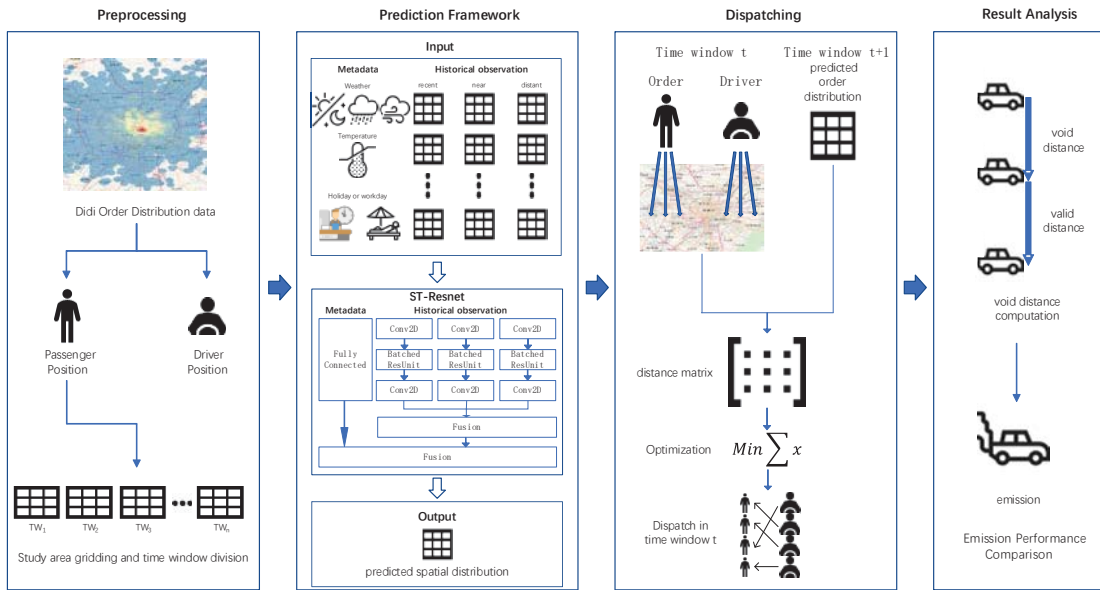 Preprocessing
Didi Order Distribution data
Passenger
Position
Driver
Position
TW1
TW2
TW3
TWn
Study area gridding and time window division
Prediction Framework
Input
Metadata
Historical observation
Weather
recent
near
distant
Temperature
Holiday or workday
ST-Resnet
Metadata
Historical observation
Fully
Connected
Conv2D
Conv2D
Conv2D
Batched
ResUnit
Batched
ResUnit
Batched
ResUnit
Conv2D
Conv2D
Conv2D
Fusion
Fusion
Output
predicted spatial distribution
Dispatching
Time window t
Order
Driver
Time window t+1
predicted
order
distribution
distance matrix
Optimization
Min ∑ x
Dispatch in
time window t
Result Analysis
void
distance
valid
distance
void distance
computation
emission
Emission Performance
Comparison